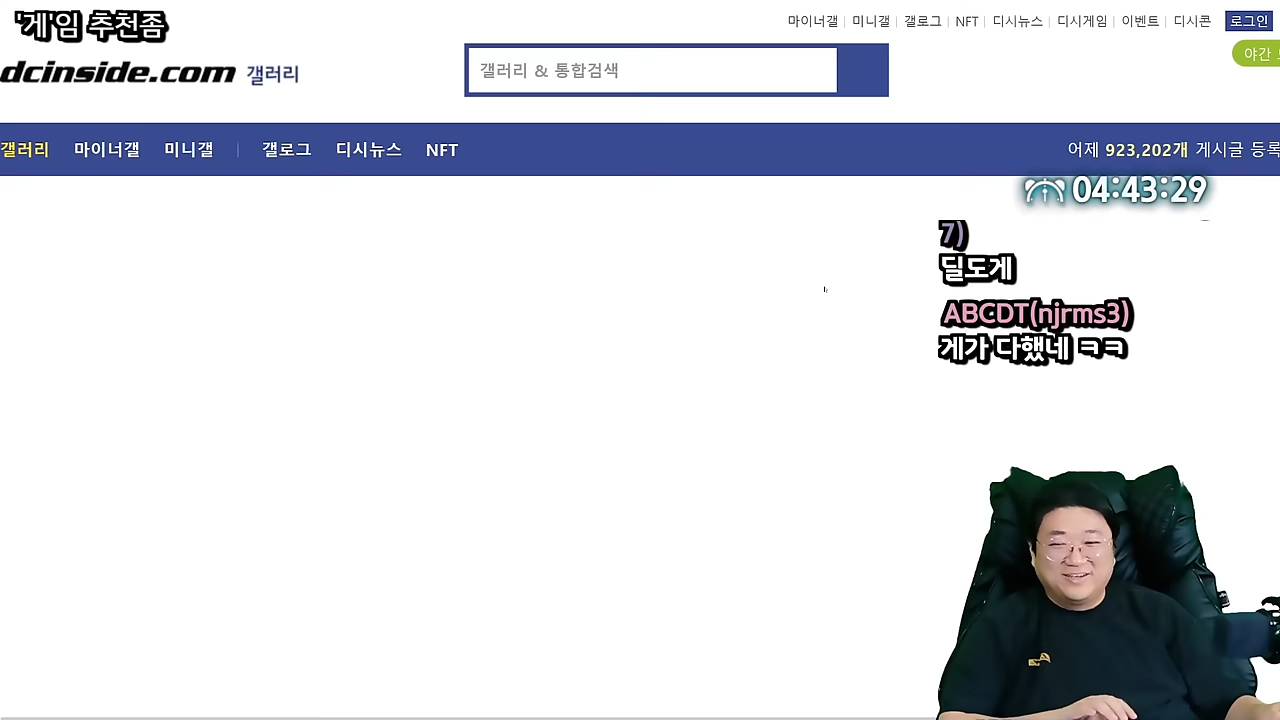 '게'임 추천좀
마이너갤 미니갤 갤로그 NFT 디시뉴스 디시게임 이벤트 디시콘 로그인
dcinside.com 갤러리
갤러리 & 통합검색
야간
갤러리 마이너갤 미니갤 갤로그 디시뉴스 NFT
어제 923,202개 게시글 등록
04:43:29
7)
딜도게
ABCDT(njrms3)
게가 다했네 ㅋㅋ